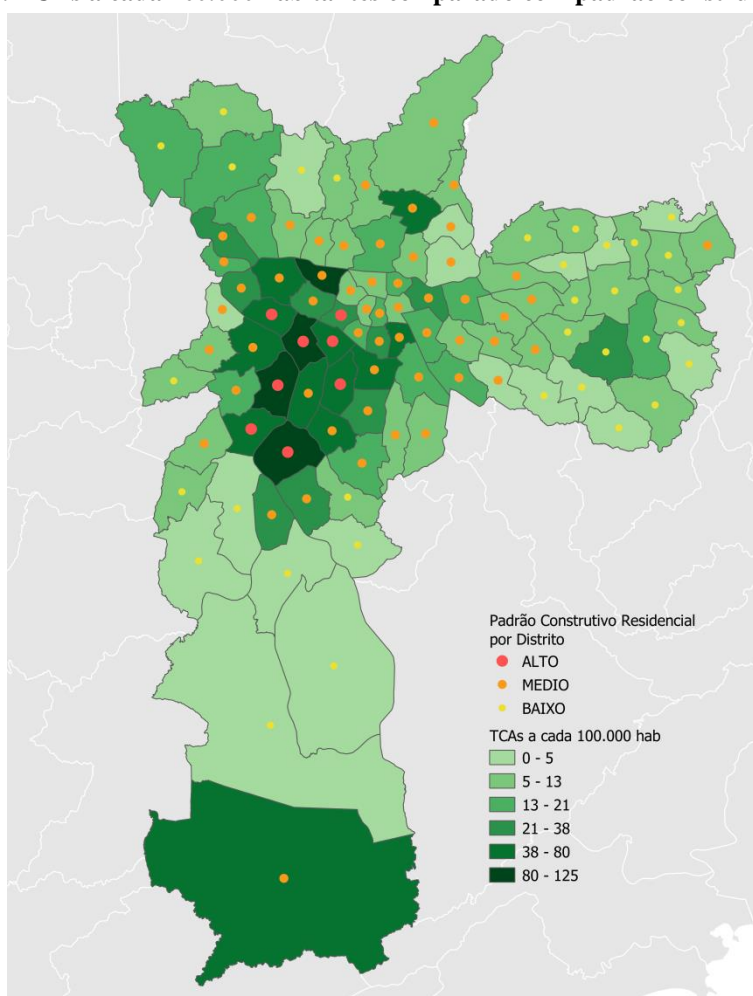 Padrão Construtivo Residencial
por Distrito
ALTO
MEDIO
BAIXO
TCAs a cada 100.000 hab
0 - 5
5 - 13
13 - 21
21 - 38
38 - 80
80 - 125